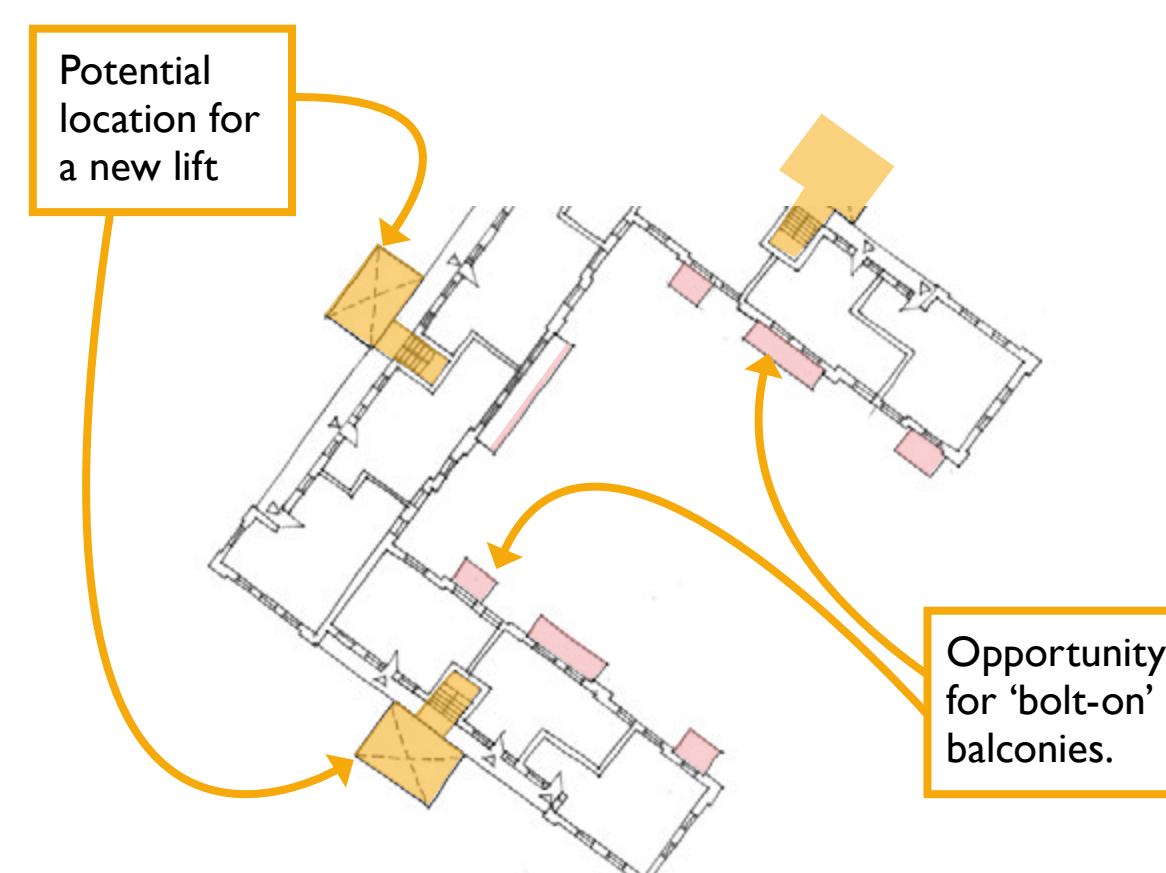 Potential
location for
a new lift
Opportunity
for ‘bolt-on’
balconies.